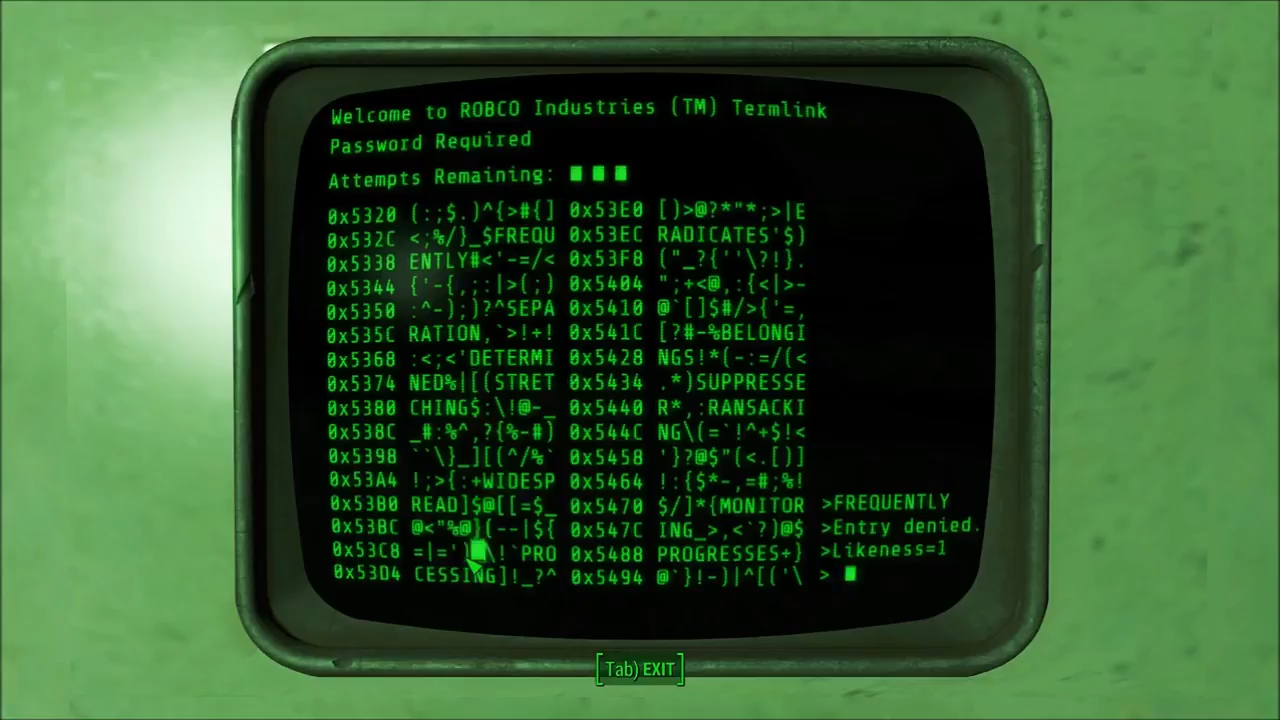 Welcome to ROBCO Industries (TM) Termlink
Password Required
Attempts Remaining: ■ ■ ■
0x5320 (:;$.)^{>#{] 0x53E0 [)>@?*"*;>|E
0x532C <;%/}_$FREQU 0x53EC RADICATES'$)
0x5338 ENTLY#<'-=/< 0x53F8 ("_?{''\?!}.
0x5344 {'-{,;:|>(;) 0x5404 ";+<@,:{<|>-
0x5350 :^-);)?^SEPA 0x5410 @`[]$#/>{'=,
0x535C RATION,`>!+! 0x541C [?#-%BELONGI
0x5368 :<;<'DETERMI 0x5428 NGS!*(-:=/(<
0x5374 NED%|[(STRET 0x5434 .*)SUPPRESSE
0x5380 CHING$:\!@-_ 0x5440 R*,:RANSACKI
0x538C _#:%^,?{%-#) 0x544C NG\(=`!^+$!<
0x5398 ``\}_][(^/%` 0x5458 '}?@$"(<.[)]
0x53A4 !;>{:+WIDESP 0x5464 !:{$*-,=#;%!
0x53B0 READ]$@[[=$_ 0x5470 $/]*{MONITOR >FREQUENTLY
0x53BC @<"%@}(--|${ 0x547C ING_>,<`?)@$ >Entry denied.
0x53C8 =|=')■\!`PRO 0x5488 PROGRESSES+} >Likeness=1
0x53D4 CESSING]!_?^ 0x5494 @`}!-)|^[('\ > ■
[Tab) EXIT]